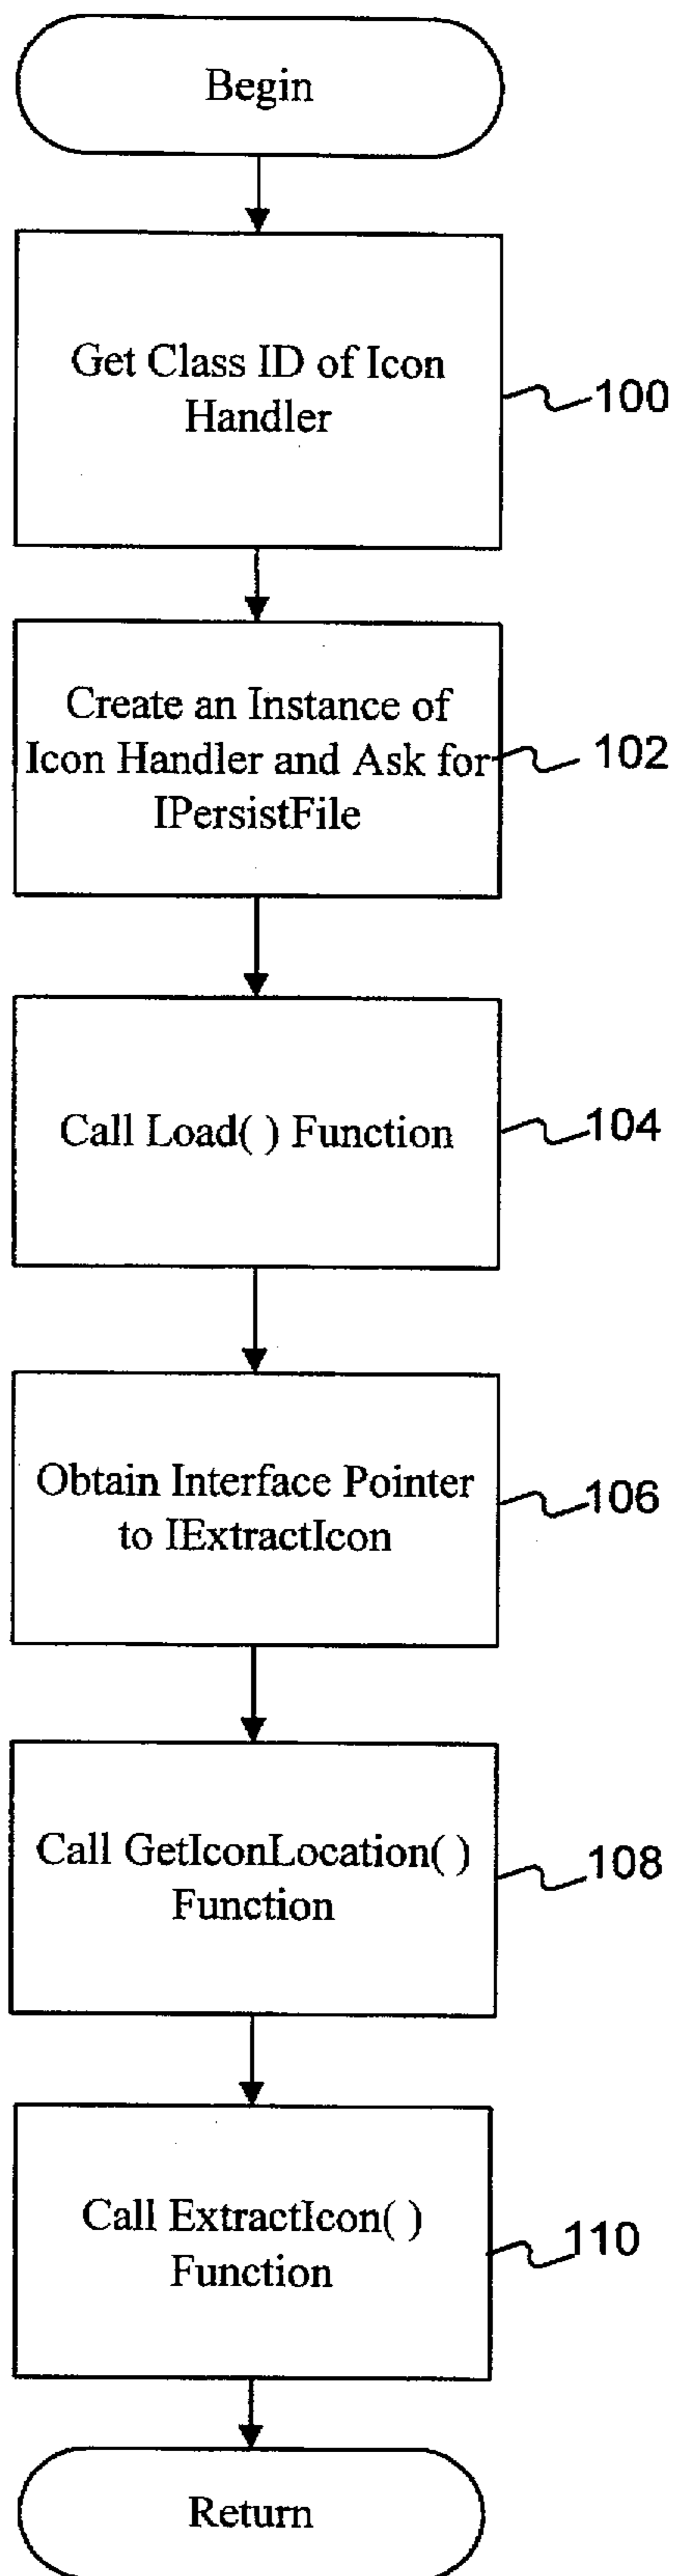 Begin
Get Class ID of Icon
Handler
100
Create an Instance of
Icon Handler and Ask for
IPersistFile
102
Call Load( ) Function
104
Obtain Interface Pointer
to IExtractIcon
106
Call GetIconLocation( )
Function
108
Call ExtractIcon( )
Function
110
Return